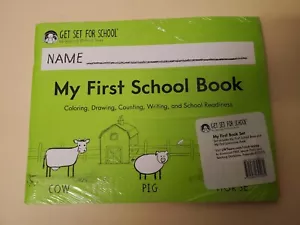 GET SET FOR SCHOOL®
NAME
My First School Book
Coloring, Drawing, Counting, Writing, and School Readiness
GET SET FOR SCHOOL®
My First Book Set
COW
PIG
HORSE